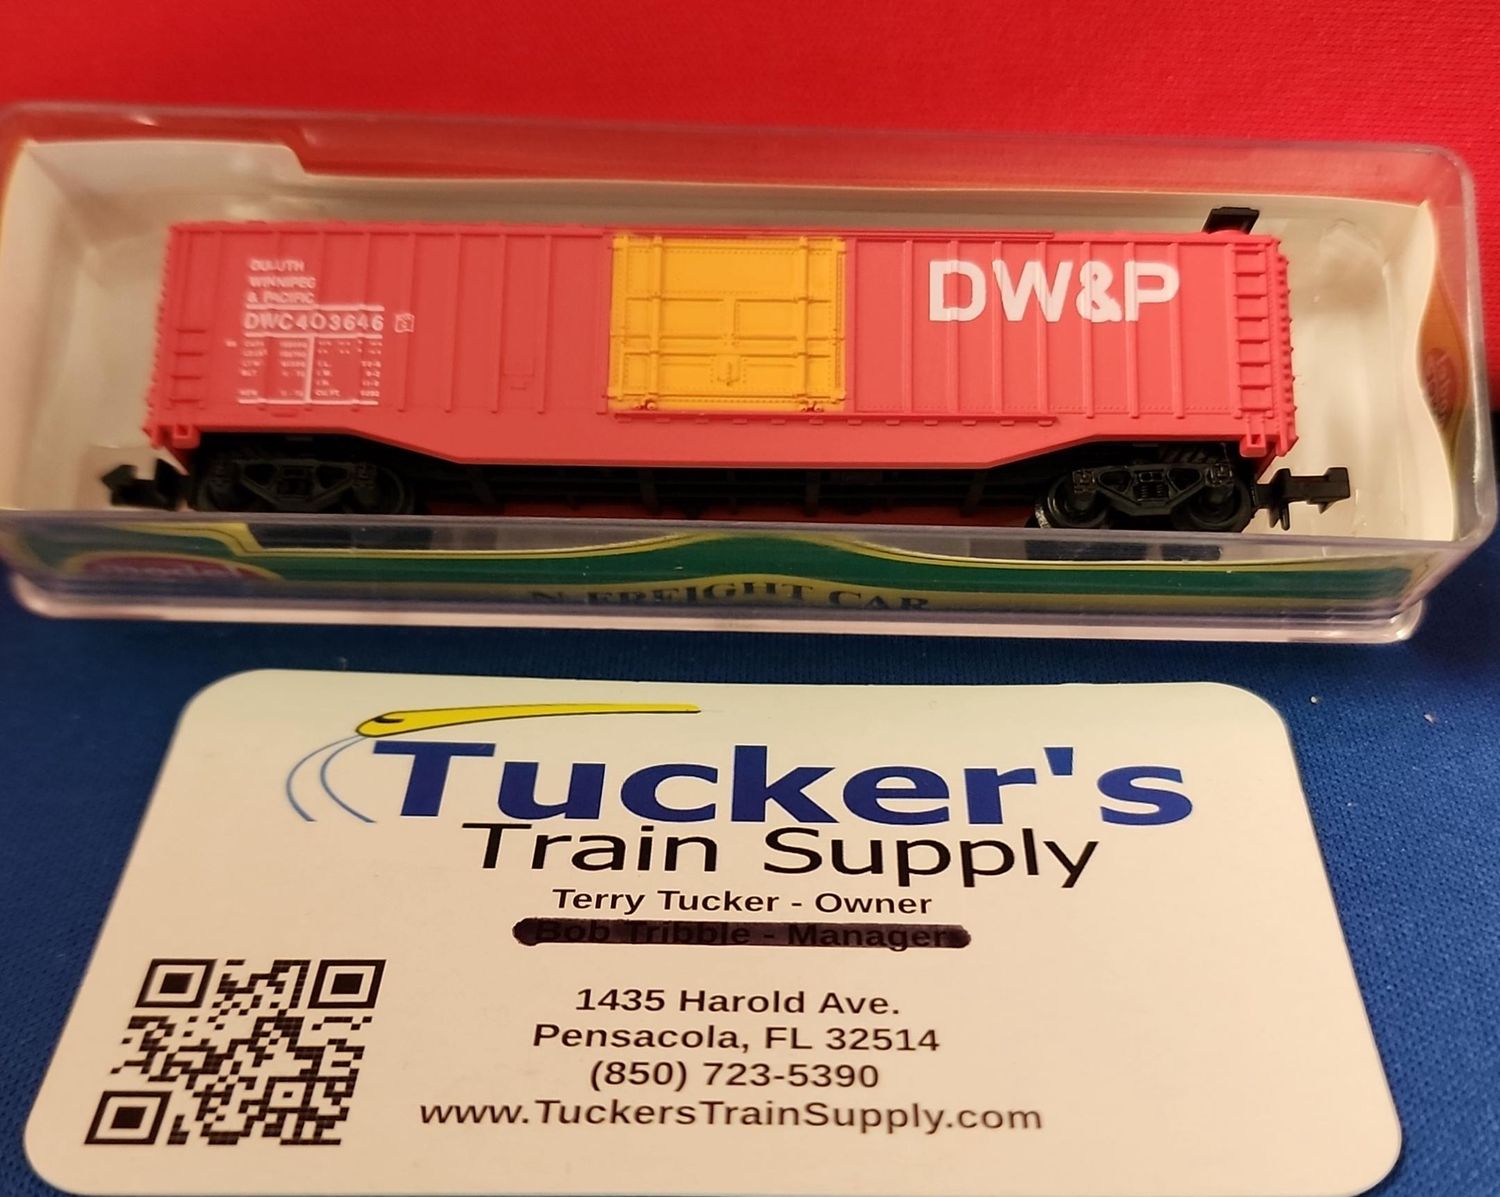 DULUTH
WINNIPEG
& PACIFIC
DWC 403646
DW&P
N FREIGHT CAR
Tucker's
Train Supply
Terry Tucker - Owner
Bob Tribble - Manager
1435 Harold Ave.
Pensacola, FL 32514
(850) 723-5390
www.TuckersTrainSupply.com